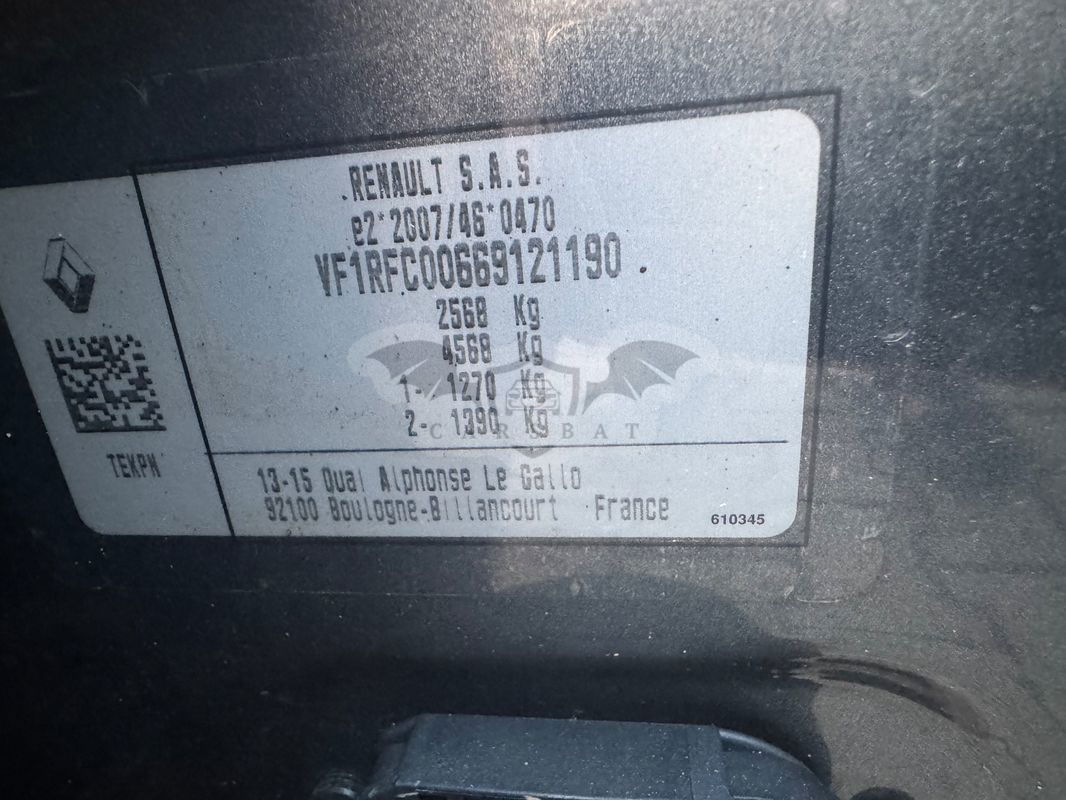 RENAULT S.A.S.
e2*2007/46*0470
VF1RFC00669121190
2568 Kg
4568 Kg
1- 1270 Kg
2- 1390 Kg
CARSBAT
TEKPN
13-15 Quai Alphonse Le Gallo
92100 Boulogne-Billancourt France
610345